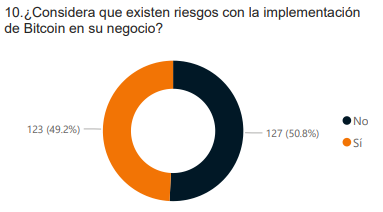 10.¿Considera que existen riesgos con la implementación
de Bitcoin en su negocio?
123 (49.2%)
127 (50.8%)
No
Sí